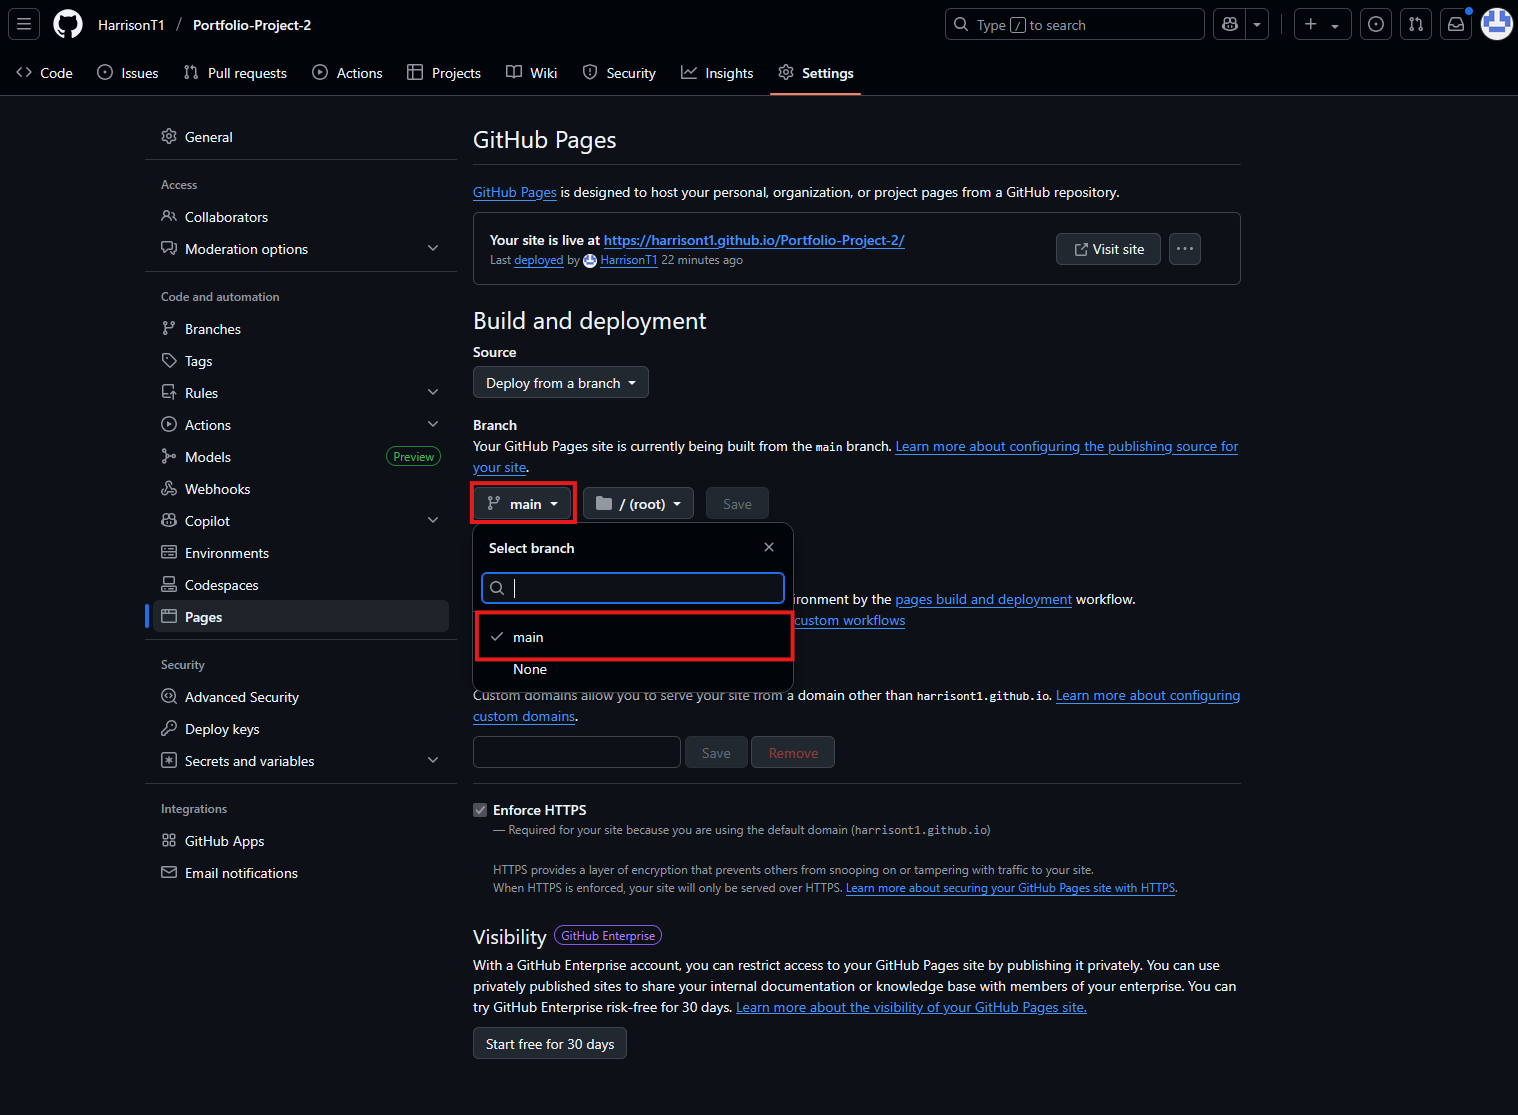 HarrisonT1 / Portfolio-Project-2
Type / to search
Code Issues Pull requests Actions Projects Wiki Security Insights Settings
General
Access
Collaborators
Moderation options
Code and automation
Branches
Tags
Rules
Actions
Models Preview
Webhooks
Copilot
Environments
Codespaces
Pages
Security
Advanced Security
Deploy keys
Secrets and variables
Integrations
GitHub Apps
Email notifications
GitHub Pages
GitHub Pages is designed to host your personal, organization, or project pages from a GitHub repository.
Your site is live at https://harrisont1.github.io/Portfolio-Project-2/
Last deployed by HarrisonT1 22 minutes ago
Visit site
Build and deployment
Source
Deploy from a branch
Branch
Your GitHub Pages site is currently being built from the main branch. Learn more about configuring the publishing source for
your site.
main / (root) Save
Select branch
main
None
ironment by the pages build and deployment workflow.
custom workflows
Custom domains allow you to serve your site from a domain other than harrisont1.github.io. Learn more about configuring
custom domains.
Save Remove
Enforce HTTPS
— Required for your site because you are using the default domain (harrisont1.github.io)
HTTPS provides a layer of encryption that prevents others from snooping on or tampering with traffic to your site.
When HTTPS is enforced, your site will only be served over HTTPS. Learn more about securing your GitHub Pages site with HTTPS.
Visibility GitHub Enterprise
With a GitHub Enterprise account, you can restrict access to your GitHub Pages site by publishing it privately. You can use
privately published sites to share your internal documentation or knowledge base with members of your enterprise. You can
try GitHub Enterprise risk-free for 30 days. Learn more about the visibility of your GitHub Pages site.
Start free for 30 days